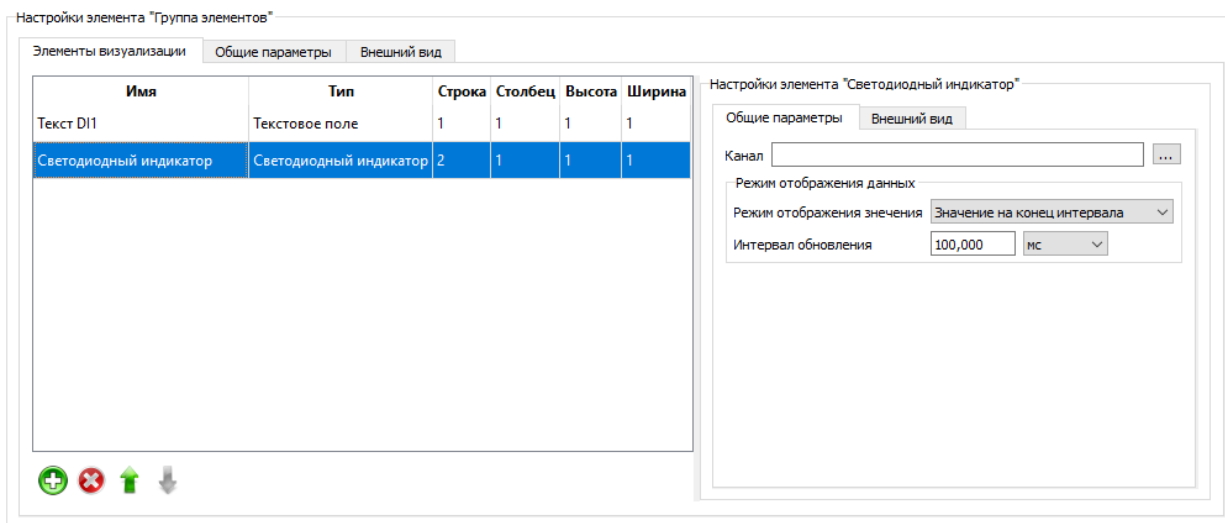 Настройки элемента "Группа элементов"
Элементы визуализации Общие параметры Внешний вид
Имя Тип Строка Столбец Высота Ширина
Текст DI1 Текстовое поле 1 1 1 1
Светодиодный индикатор Светодиодный индикатор 2 1 1 1
Настройки элемента "Светодиодный индикатор"
Общие параметры Внешний вид
Канал ...
Режим отображения данных
Режим отображения знечения Значение на конец интервала
Интервал обновления 100,000 мс